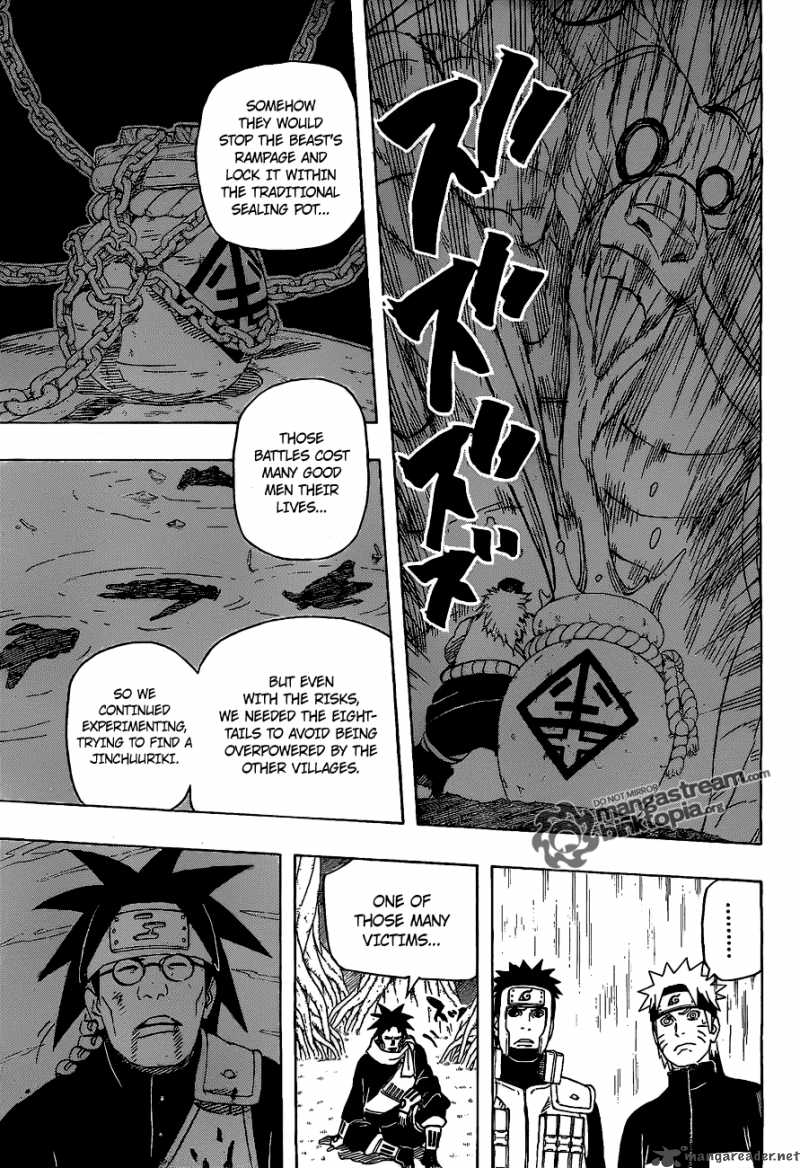 ズズズズ
SOMEHOW
THEY WOULD
STOP THE BEAST'S
RAMPAGE AND
LOCK IT WITHIN
THE TRADITIONAL
SEALING POT...
THOSE
BATTLES COST
MANY GOOD
MEN THEIR
LIVES...
BUT EVEN
WITH THE RISKS,
WE NEEDED THE EIGHT-
TAILS TO AVOID BEING
OVERPOWERED BY THE
OTHER VILLAGES.
SO WE
CONTINUED
EXPERIMENTING,
TRYING TO FIND A
JINCHUURIKI.
DO NOT MIRROR!
mangastream.com
binktopia.org
.........
ONE OF
THOSE MANY
VICTIMS...
mangareader.net